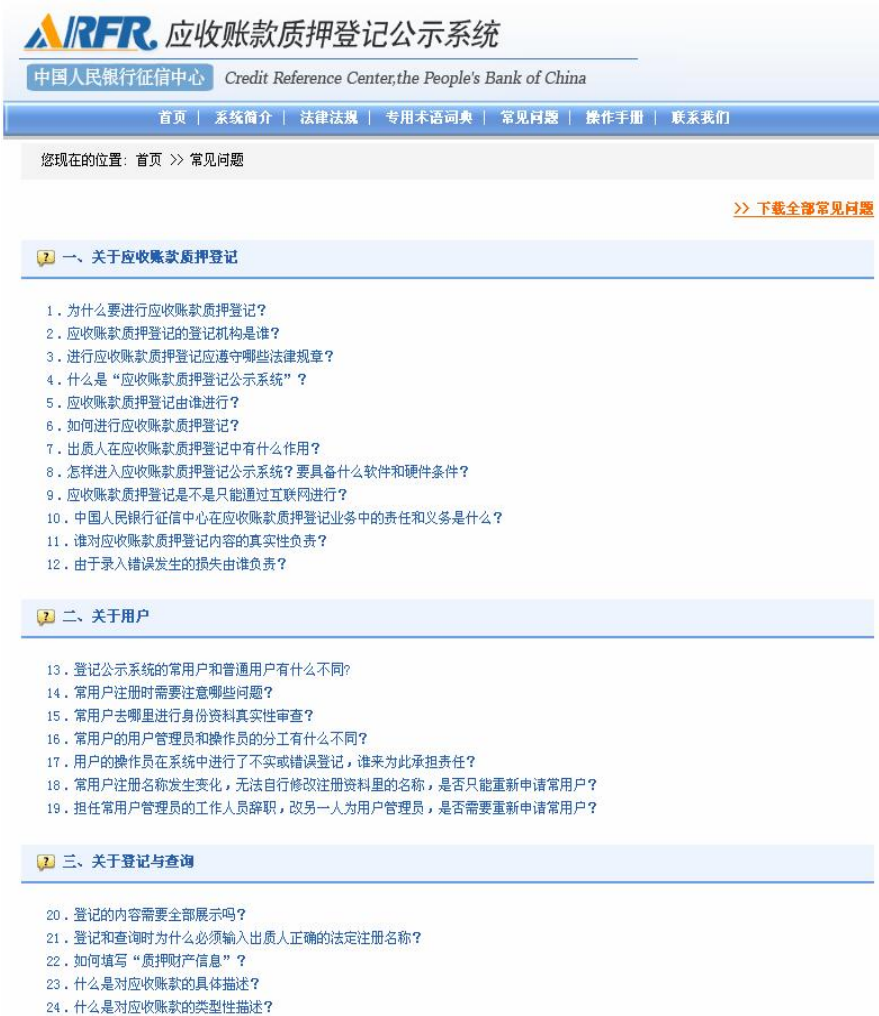 ARFR 应收账款质押登记公示系统
中国人民银行征信中心 Credit Reference Center,the People's Bank of China
首页 | 系统简介 | 法律法规 | 专用术语词典 | 常见问题 | 操作手册 | 联系我们
您现在的位置: 首页 >> 常见问题
>> 下载全部常见问题
一、关于应收账款质押登记
1．为什么要进行应收账款质押登记？
2．应收账款质押登记的登记机构是谁？
3．进行应收账款质押登记应遵守哪些法律规章？
4．什么是“应收账款质押登记公示系统”？
5．应收账款质押登记由谁进行？
6．如何进行应收账款质押登记？
7．出质人在应收账款质押登记中有什么作用？
8．怎样进入应收账款质押登记公示系统？要具备什么软件和硬件条件？
9．应收账款质押登记是不是只能通过互联网进行？
10．中国人民银行征信中心在应收账款质押登记业务中的责任和义务是什么？
11．谁对应收账款质押登记内容的真实性负责？
12．由于录入错误发生的损失由谁负责？
二、关于用户
13．登记公示系统的常用户和普通用户有什么不同?
14．常用户注册时需要注意哪些问题？
15．常用户去哪里进行身份资料真实性审查？
16．常用户的用户管理员和操作员的分工有什么不同？
17．用户的操作员在系统中进行了不实或错误登记，谁来为此承担责任？
18．常用户注册名称发生变化，无法自行修改注册资料里的名称，是否只能重新申请常用户？
19．担任常用户管理员的工作人员辞职，改另一人为用户管理员，是否需要重新申请常用户？
三、关于登记与查询
20．登记的内容需要全部展示吗？
21．登记和查询时为什么必须输入出质人正确的法定注册名称？
22．如何填写“质押财产信息”？
23．什么是对应收账款的具体描述？
24．什么是对应收账款的类型性描述？